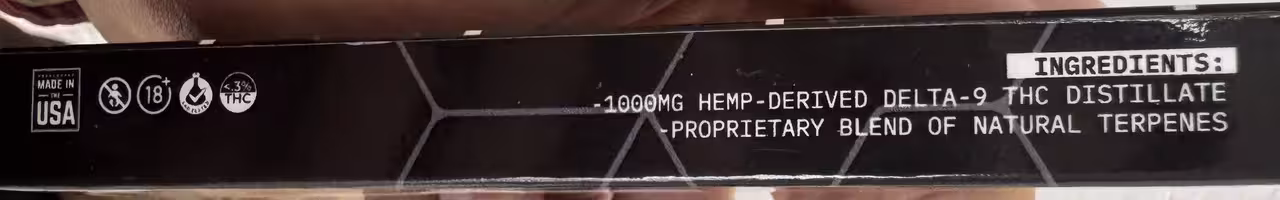 MADE IN
THE
USA
18+
<.3%
THC
INGREDIENTS:
-1000MG HEMP-DERIVED DELTA-9 THC DISTILLATE
-PROPRIETARY BLEND OF NATURAL TERPENES